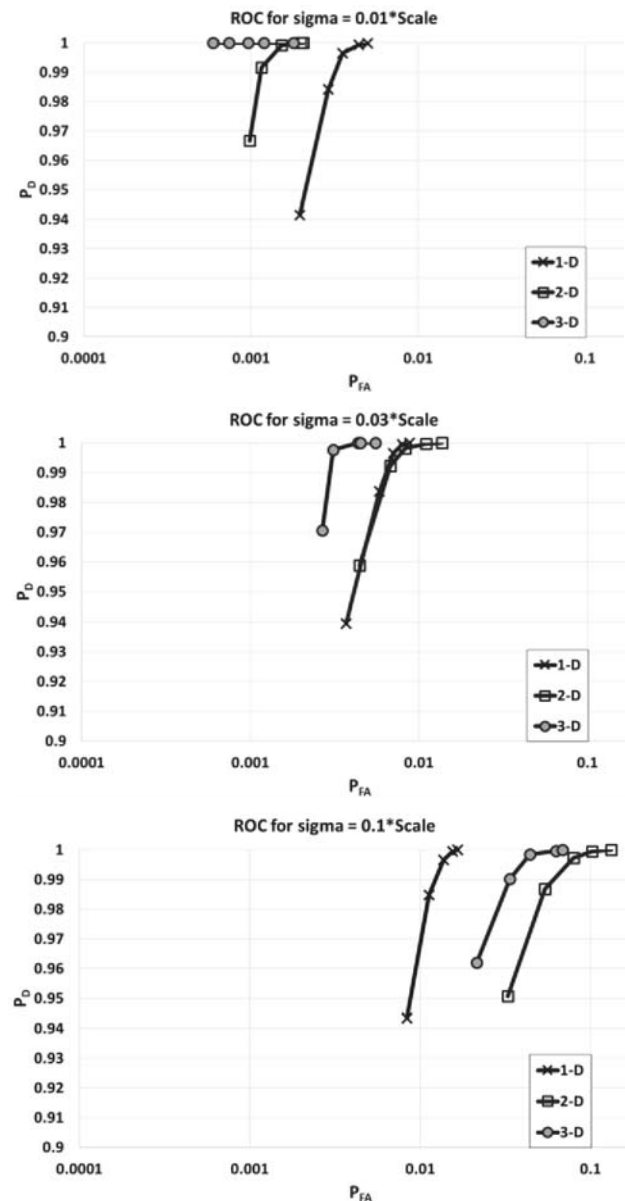 ROC for sigma = 0.01*Scale
1
0.99
0.98
0.97
0.96
0.95
0.94
0.93
0.92
0.91
0.9
P_D
1-D
2-D
3-D
0.0001 0.001 0.01 0.1
P_FA
ROC for sigma = 0.03*Scale
1
0.99
0.98
0.97
0.96
0.95
0.94
0.93
0.92
0.91
0.9
P_D
1-D
2-D
3-D
0.0001 0.001 0.01 0.1
P_FA
ROC for sigma = 0.1*Scale
1
0.99
0.98
0.97
0.96
0.95
0.94
0.93
0.92
0.91
0.9
P_D
1-D
2-D
3-D
0.0001 0.001 0.01 0.1
P_FA